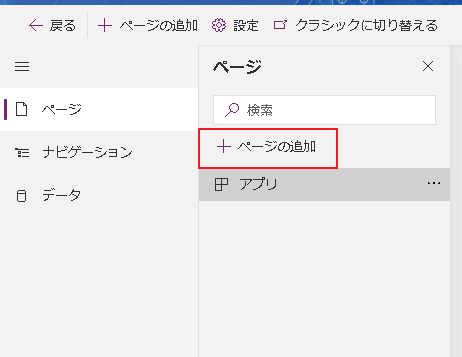 戻る ページの追加 設定 クラシックに切り替える
ページ
検索
ページ
ページの追加
ナビゲーション
アプリ
データ